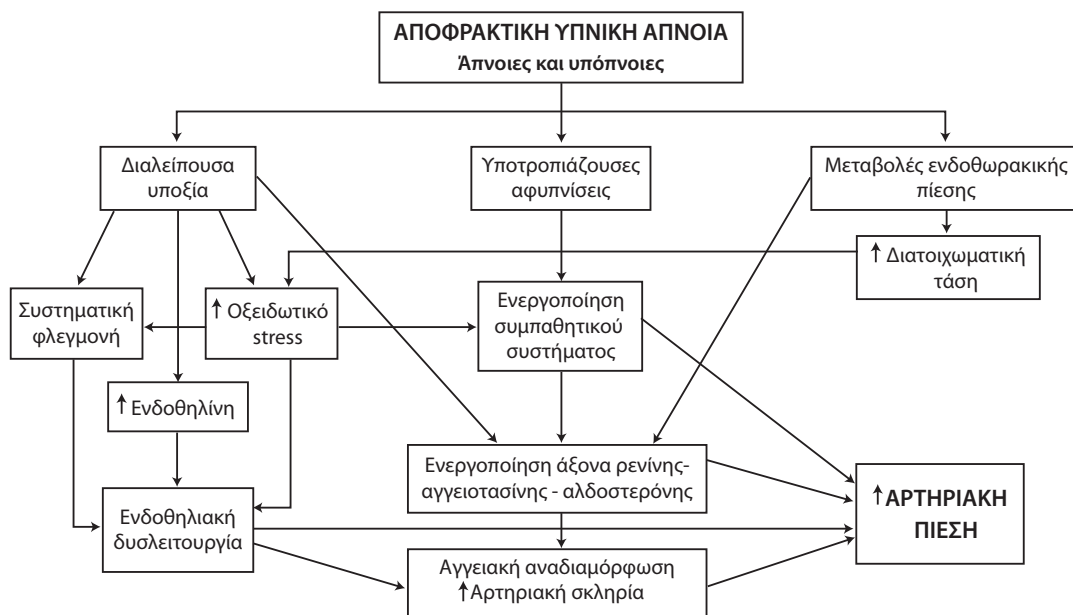 ΑΠΟΦΡΑΚΤΙΚΗ ΥΠΝΙΚΗ ΑΠΝΟΙΑ
Άπνοιες και υπόπνοιες
Διαλείπουσα
υποξία
Υποτροπιάζουσες
αφυπνίσεις
Μεταβολές ενδοθωρακικής
πίεσης
↑ Διατοιχωματική
τάση
Συστηματική
φλεγμονή
↑ Οξειδωτικό
stress
Ενεργοποίηση
συμπαθητικού
συστήματος
↑ Ενδοθηλίνη
Ενεργοποίηση άξονα ρενίνης-
αγγειοτασίνης - αλδοστερόνης
↑ΑΡΤΗΡΙΑΚΗ
ΠΙΕΣΗ
Ενδοθηλιακή
δυσλειτουργία
Αγγειακή αναδιαμόρφωση
↑Αρτηριακή σκληρία